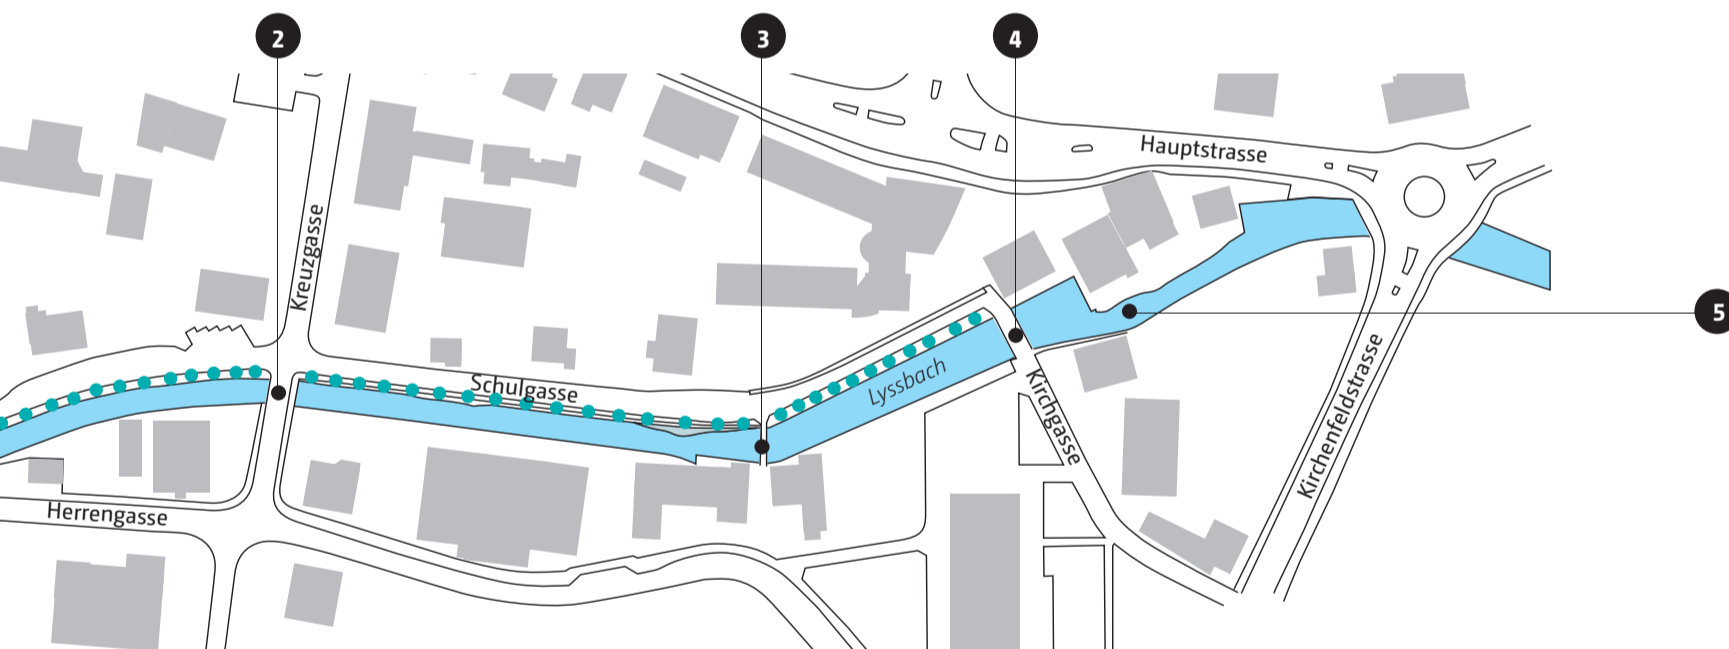 2
3
4
Hauptstrasse
Kreuzgasse
5
Schulgasse
Lyssbach
Kirchgasse
Kirchenfeldstrasse
Herrengasse